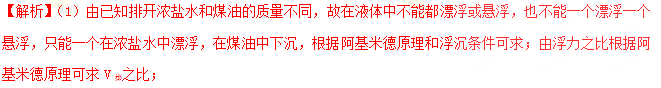 【解析】(1)由已知排开浓盐水和煤油的质量不同，故在液体中不能都漂浮或悬浮，也不能一个漂浮一个
悬浮，只能一个在浓盐水中漂浮，在煤油中下沉，根据阿基米德原理和浮沉条件可求；由浮力之比根据阿
基米德原理可求 V排之比；